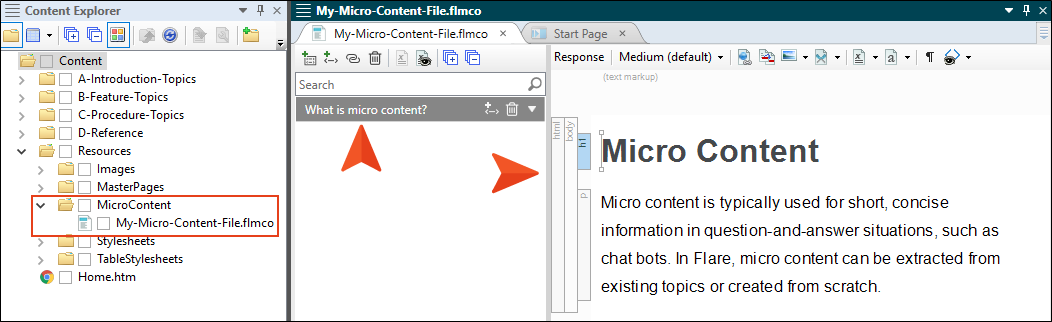 Content Explorer
Content
A-Introduction-Topics
B-Feature-Topics
C-Procedure-Topics
D-Reference
Resources
Images
MasterPages
MicroContent
My-Micro-Content-File.flmco
Stylesheets
TableStylesheets
Home.htm
My-Micro-Content-File.flmco
My-Micro-Content-File.flmco
Start Page
Search
What is micro content?
Response
Medium (default)
(text markup)
html
body
h1
p
Micro Content
Micro content is typically used for short, concise
information in question-and-answer situations, such as
chat bots. In Flare, micro content can be extracted from
existing topics or created from scratch.